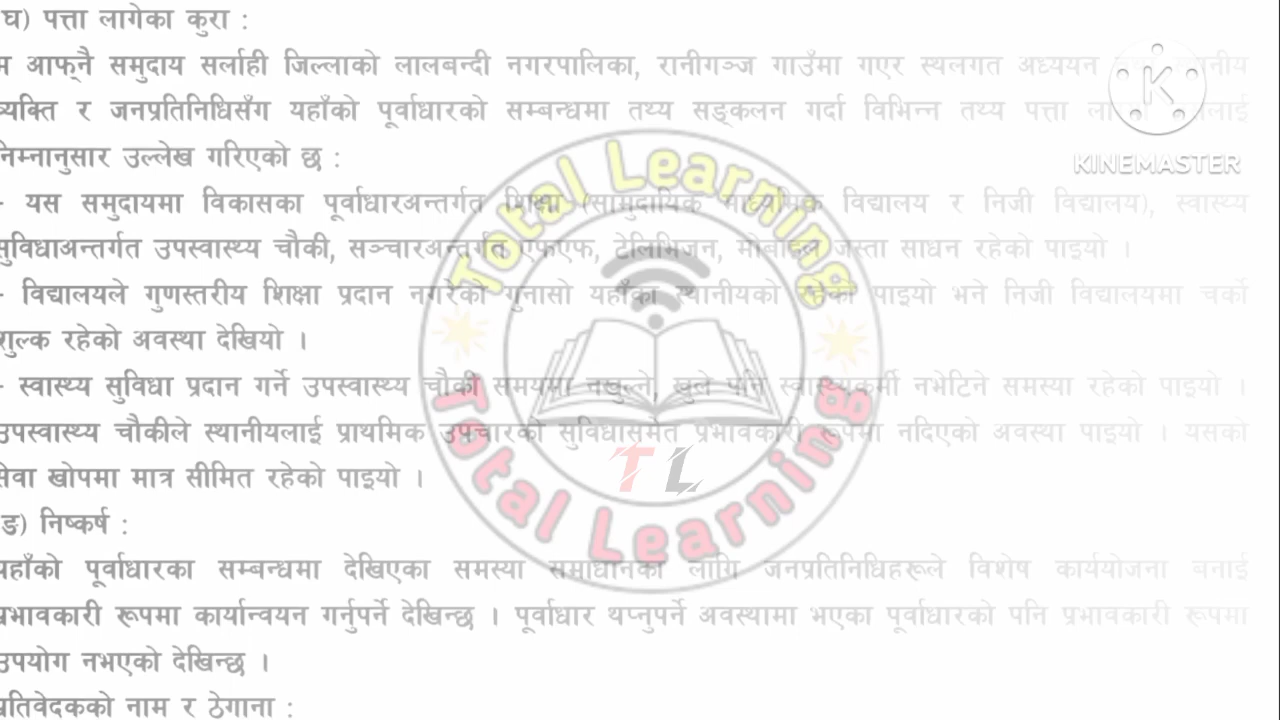 घ) पत्ता लागेका कुरा :
म आफ्नै समुदाय सर्लाही जिल्लाको लालबन्दी नगरपालिका, रानीगञ्ज गाउँमा गएर स्थलगत अध्ययन
व्यक्ति र जनप्रतिनिधिसँग यहाँको पूर्वाधारको सम्बन्धमा तथ्य सङ्कलन गर्दा विभिन्न तथ्य पत्ता
निम्नानुसार उल्लेख गरिएको छ :
- यस समुदायमा विकासका पूर्वाधारअन्तर्गत शिक्षा (सामुदायिक माध्यमिक विद्यालय र निजी विद्यालय), स्वास्थ्य
सुविधाअन्तर्गत उपस्वास्थ्य चौकी, सञ्चारअन्तर्गत एफएफ, टेलिभिजन, मोबाइल जस्ता साधन रहेको पाइयो ।
- विद्यालयले गुणस्तरीय शिक्षा प्रदान नगरेको गुनासो यहाँका स्थानीयको रहेको पाइयो भने निजी विद्यालयमा चर्को
शुल्क रहेको अवस्था देखियो ।
- स्वास्थ्य सुविधा प्रदान गर्ने उपस्वास्थ्य चौकी समयमा नखुल्ने, खुले पनि स्वास्थ्यकर्मी नभेटिने समस्या रहेको पाइयो ।
उपस्वास्थ्य चौकीले स्थानीयलाई प्राथमिक उपचारको सुविधासमेत प्रभावकारी रूपमा नदिएको अवस्था पाइयो । यसको
सेवा खोपमा मात्र सीमित रहेको पाइयो ।
ङ) निष्कर्ष :
यहाँको पूर्वाधारका सम्बन्धमा देखिएका समस्या समाधानका लागि जनप्रतिनिधिहरूले विशेष कार्ययोजना बनाई
प्रभावकारी रूपमा कार्यान्वयन गर्नुपर्ने देखिन्छ । पूर्वाधार थप्नुपर्ने अवस्थामा भएका पूर्वाधारको पनि प्रभावकारी रूपमा
उपयोग नभएको देखिन्छ ।
प्रतिवेदकको नाम र ठेगाना :
Total Learning
Total Learning
TL
K
KINEMASTER